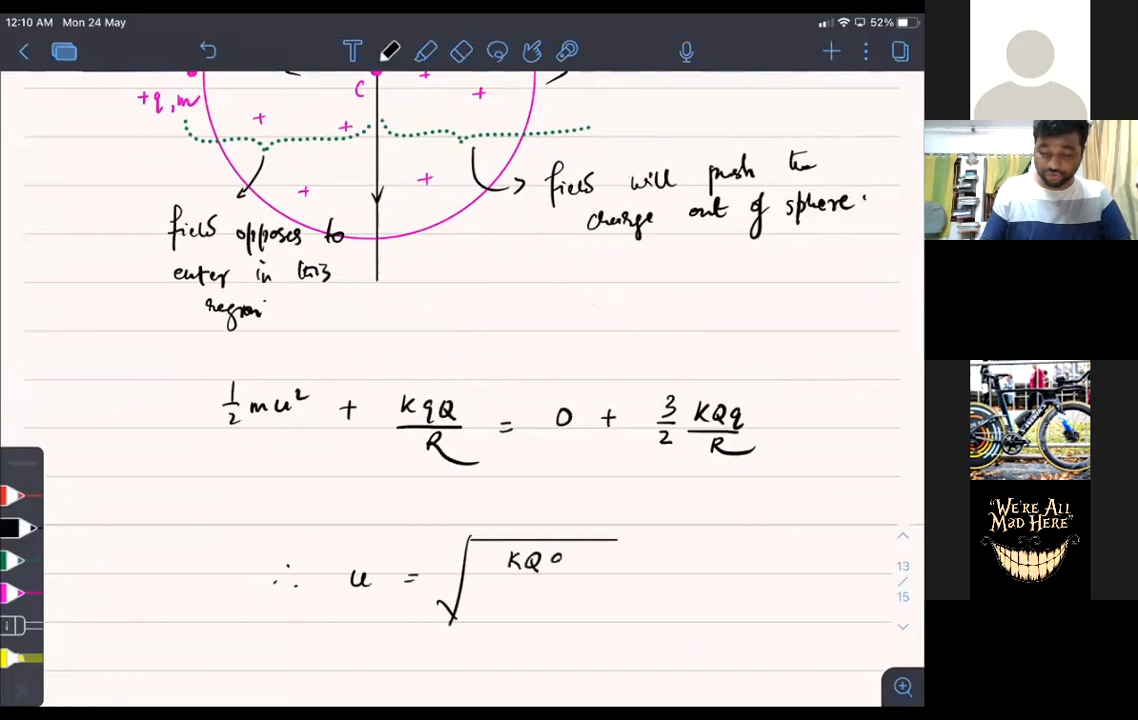 12:10 AM Mon 24 May
52%
T
+q, m
C
field will push the
charge out of sphere.
field opposes to
enter in this
region
1/2 mu² + KqQ/R = 0 + 3/2 KQq/R
∴ u = √ KQ
13
/
15
"WE'RE ALL
MAD HERE"